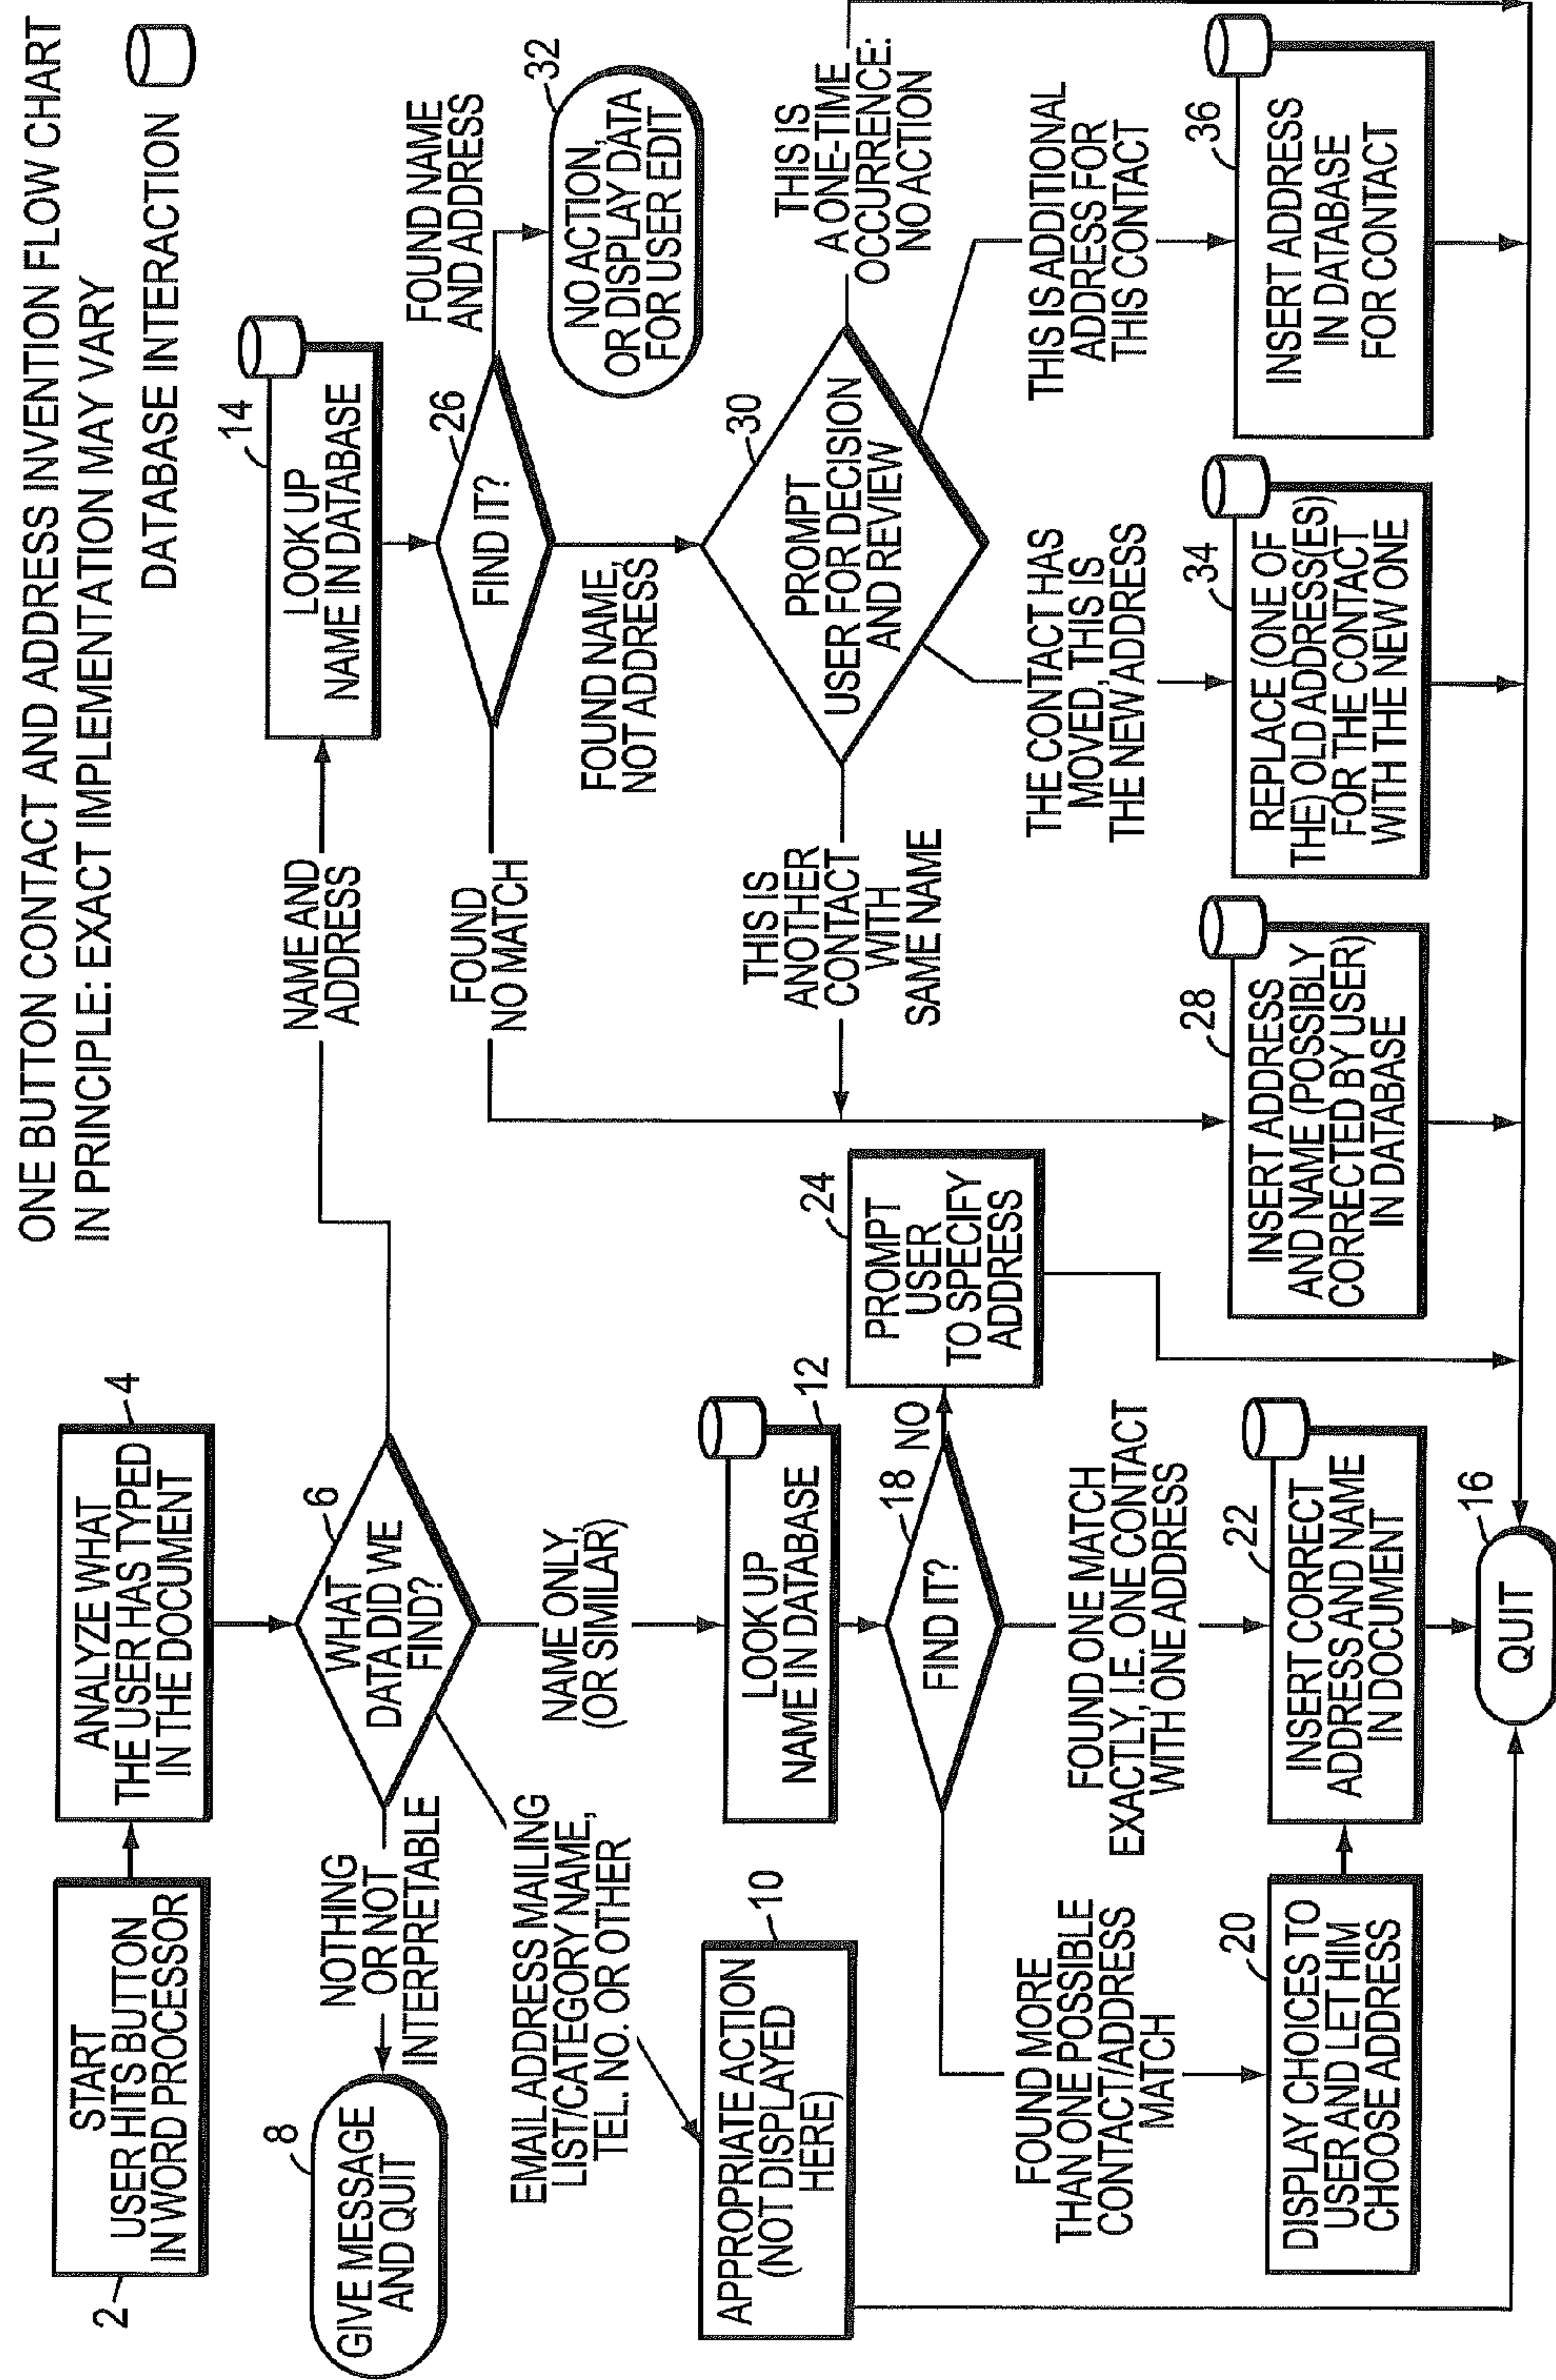 ONE BUTTON CONTACT AND ADDRESS INVENTION FLOW CHART
IN PRINCIPLE: EXACT IMPLEMENTATION MAY VARY
DATABASE INTERACTION
2
START
USER HITS BUTTON
IN WORD PROCESSOR
4
ANALYZE WHAT
THE USER HAS TYPED
IN THE DOCUMENT
6
WHAT
DATA DID WE
FIND?
NOTHING
OR NOT
INTERPRETABLE
8
GIVE MESSAGE
AND QUIT
EMAIL ADDRESS MAILING
LIST/CATEGORY NAME,
TEL. NO. OR OTHER
10
APPROPRIATE ACTION
(NOT DISPLAYED
HERE)
NAME ONLY,
(OR SIMILAR)
12
LOOK UP
NAME IN DATABASE
18
FIND IT?
NO
24
PROMPT
USER
TO SPECIFY
ADDRESS
FOUND MORE
THAN ONE POSSIBLE
CONTACT/ADDRESS
MATCH
20
DISPLAY CHOICES TO
USER AND LET HIM
CHOOSE ADDRESS
FOUND ONE MATCH
EXACTLY, I.E. ONE CONTACT
WITH ONE ADDRESS
22
INSERT CORRECT
ADDRESS AND NAME
IN DOCUMENT
16
QUIT
NAME AND
ADDRESS
14
LOOK UP
NAME IN DATABASE
26
FIND IT?
FOUND
NO MATCH
FOUND NAME
AND ADDRESS
32
NO ACTION,
OR DISPLAY DATA
FOR USER EDIT
FOUND NAME,
NOT ADDRESS
30
PROMPT
USER FOR DECISION
AND REVIEW
THIS IS
ANOTHER
CONTACT
WITH
SAME NAME
28
INSERT ADDRESS
AND NAME (POSSIBLY
CORRECTED BY USER)
IN DATABASE
THE CONTACT HAS
MOVED, THIS IS
THE NEW ADDRESS
34
REPLACE (ONE OF
THE) OLD ADDRESS(ES)
FOR THE CONTACT
WITH THE NEW ONE
THIS IS ADDITIONAL
ADDRESS FOR
THIS CONTACT
36
INSERT ADDRESS
IN DATABASE
FOR CONTACT
THIS IS
A ONE-TIME
OCCURRENCE:
NO ACTION